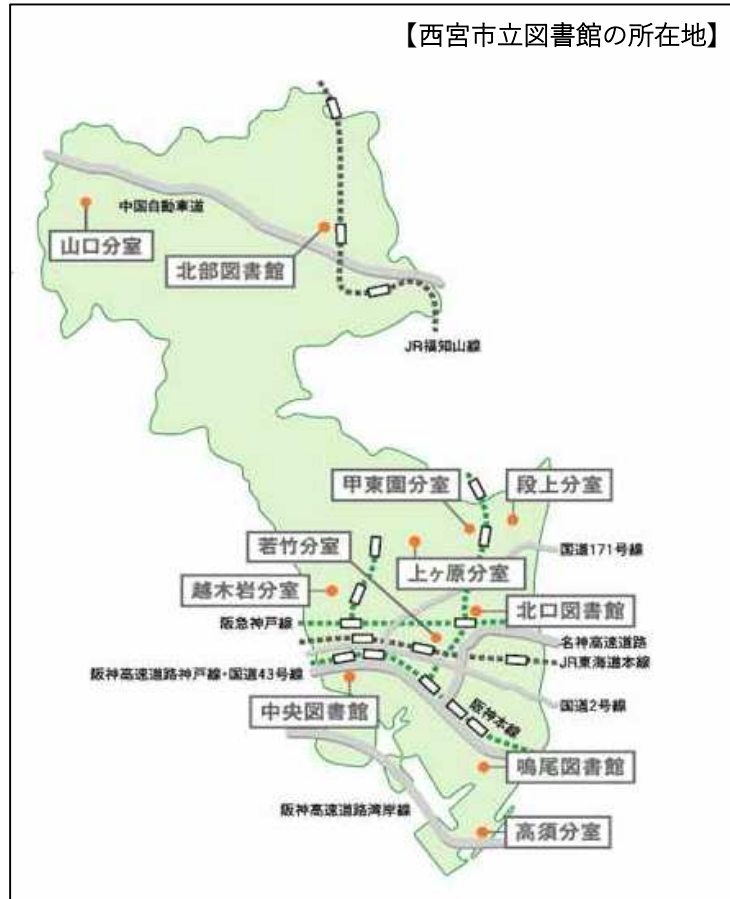 【西宮市立図書館の所在地】
中国自動車道
山口分室
北部図書館
JR福知山線
甲東園分室
段上分室
若竹分室
国道171号線
上ヶ原分室
越木岩分室
北口図書館
阪急神戸線
名神高速道路
JR東海道本線
阪神高速道路神戸線・国道43号線
中央図書館
国道2号線
阪神本線
鳴尾図書館
阪神高速道路湾岸線
高須分室